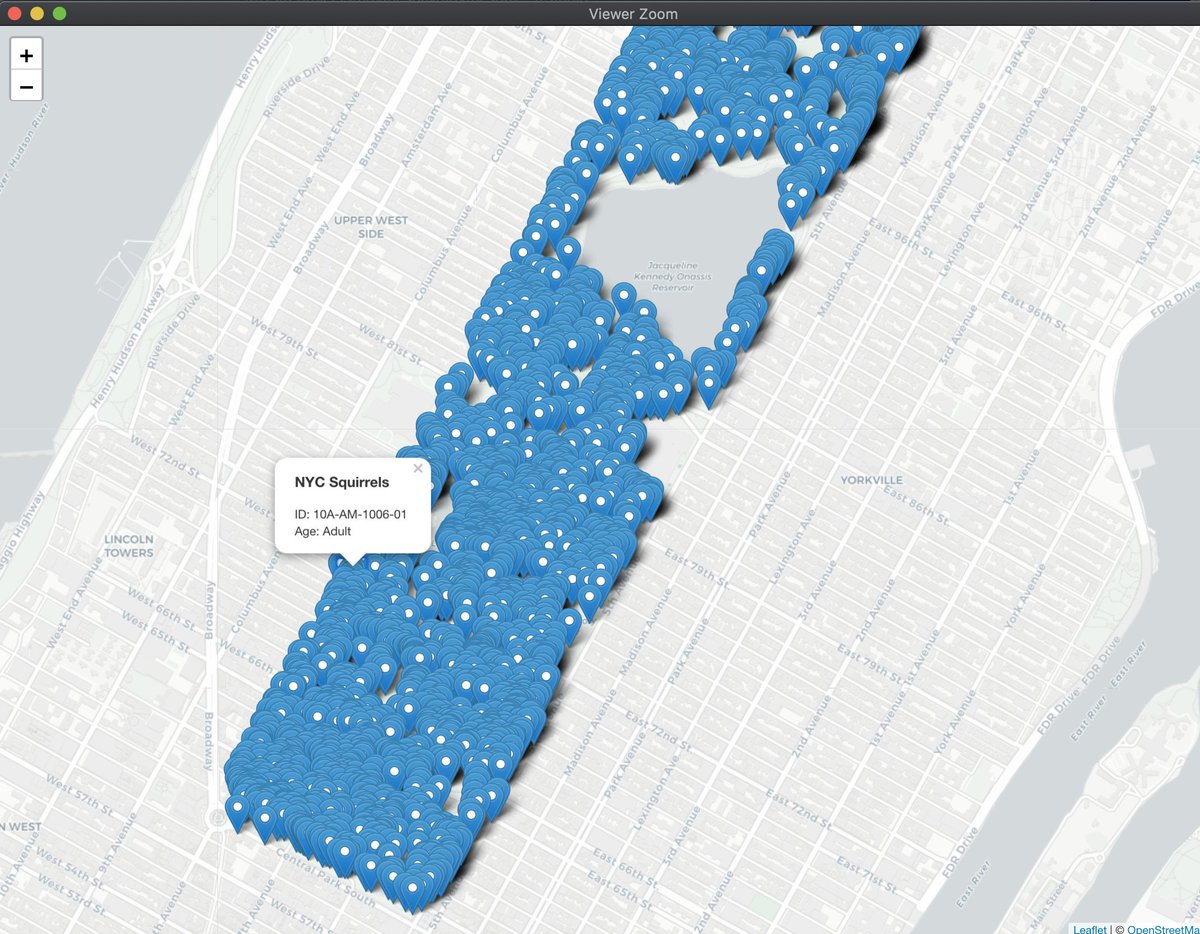 Viewer Zoom
+
−
Hudson River
Henry Huds
Riverside Drive
West End Ave
Broadway
Amsterdam Ave
Columbus Avenue
Madison Avenue
Park Avenue
Lexington Avenue
Park Ave
3rd Avenue
2nd Avenue
1st Avenue
UPPER WEST
SIDE
West End Ave
Broadway
Columbus Avenue
5th Avenue
East 96th St
Jacqueline
Kennedy Onassis
Reservoir
Madison Avenue
Lexington Avenue
East 96th St
FDR Drive
Henry Hudson Parkway
Riverside Drive
West 79th St
West 81st St
3rd Avenue
2nd Avenue
1st Avenue
West End Ave
West 72nd St
NYC Squirrels
×
ID: 10A-AM-1006-01
Age: Adult
YORKVILLE
East 86th St
LINCOLN
TOWERS
East 79th St
Lexington Avenue
3rd Avenue
2nd Avenue
York Avenue
West End Avenue
West 66th St
West 65th St
Broadway
Columbus Ave
West 66th
Madison Avenue
Park Avenue
East 79th St
1st Avenue
FDR Drive
FDR Drive
East River
East River
Broadway
East 72nd St
Madison Avenue
Park Avenue
Lexington Avenue
3rd Avenue
2nd Avenue
1st Avenue
York Avenue
East 72nd St
West 57th St
N WEST
9th Avenue
10th Avenue
West 54th St
West 53rd St
Central Park South
West 57th St
5th Avenue
5th Avenue
East 66th St
East 65th St
East 71st St
FDR Drive
East River
Main Street
Leaflet | © OpenStreetMa